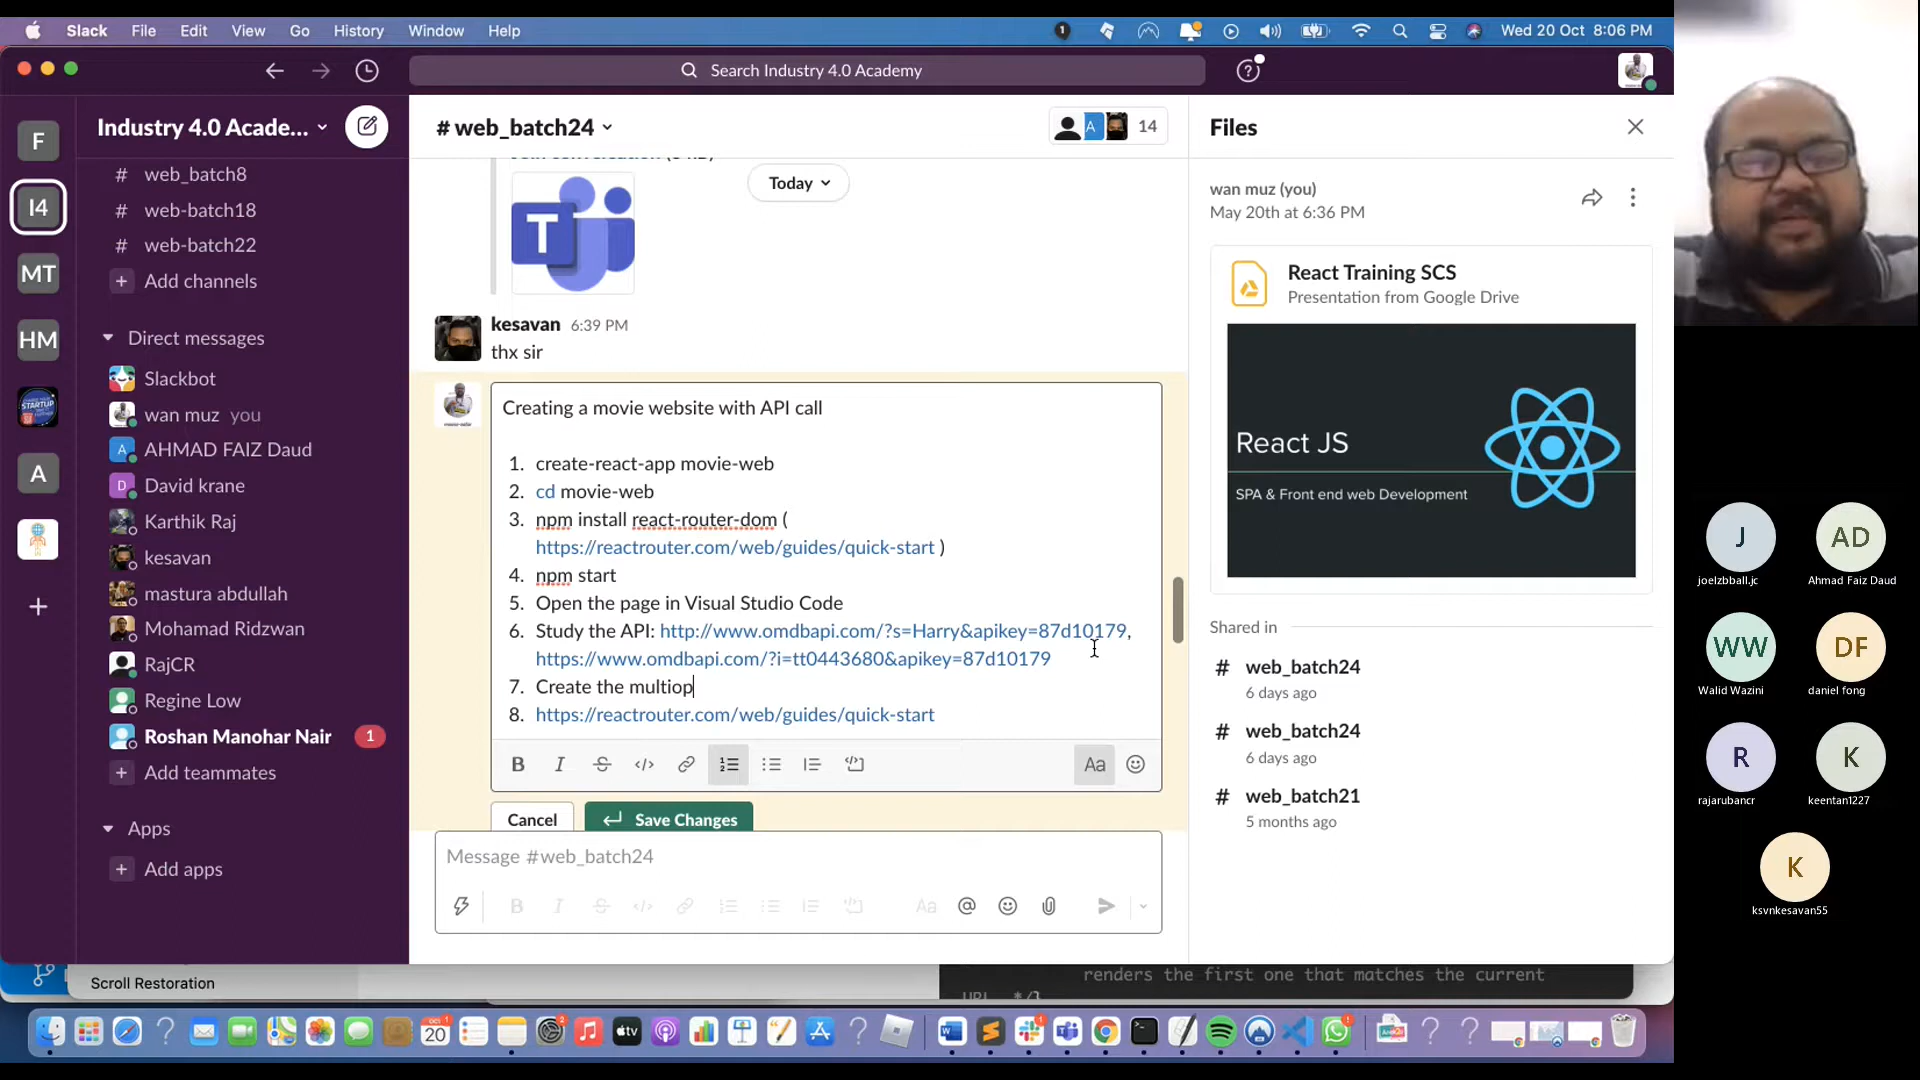 Slack File Edit View Go History Window Help
1
Wed 20 Oct 8:06 PM
Search Industry 4.0 Academy
F
I4
MT
HM
A
Industry 4.0 Acade...
# web_batch8
# web-batch18
# web-batch22
+ Add channels
Direct messages
Slackbot
wan muz you
A AHMAD FAIZ Daud
D David krane
Karthik Raj
kesavan
mastura abdullah
Mohamad Ridzwan
RajCR
Regine Low
Roshan Manohar Nair 1
+ Add teammates
Apps
+ Add apps
# web_batch24
A
14
Today
T
kesavan 6:39 PM
thx sir
Creating a movie website with API call
1. create-react-app movie-web
2. cd movie-web
3. npm install react-router-dom (
https://reactrouter.com/web/guides/quick-start )
4. npm start
5. Open the page in Visual Studio Code
6. Study the API: http://www.omdbapi.com/?s=Harry&apikey=87d10179,
https://www.omdbapi.com/?i=tt0443680&apikey=87d10179
7. Create the multiop
8. https://reactrouter.com/web/guides/quick-start
B I S </> Aa
Cancel
Save Changes
Message #web_batch24
B I S </> Aa @
Files
wan muz (you)
May 20th at 6:36 PM
React Training SCS
Presentation from Google Drive
React JS
SPA & Front end web Development
Shared in
# web_batch24
6 days ago
# web_batch24
6 days ago
# web_batch21
5 months ago
Scroll Restoration
renders the first one that matches the current
URL. */}
20
tv
J
joelzbball.jc
AD
Ahmad Faiz Daud
WW
Walid Wazini
DF
daniel fong
R
rajarubancr
K
keentan1227
K
ksvnkesavan55